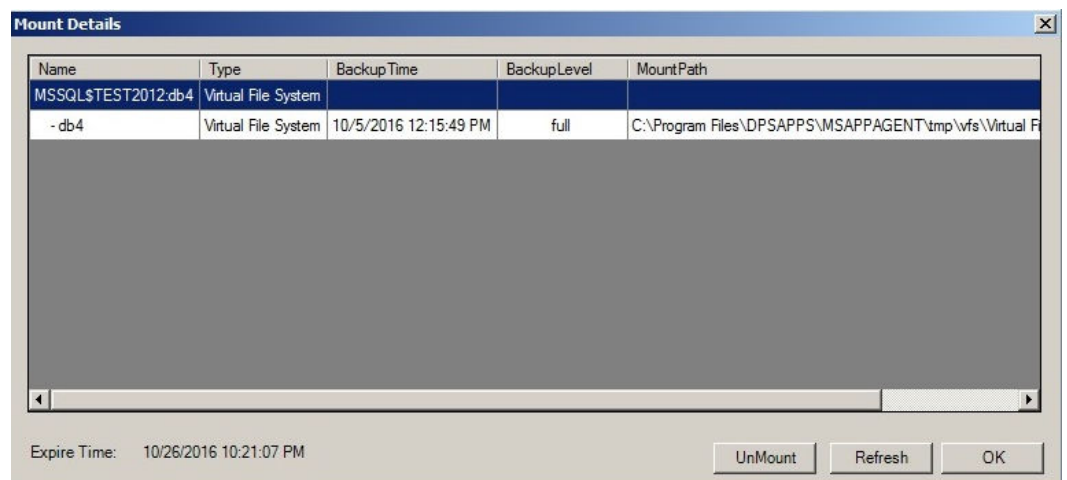 Mount Details
Name Type BackupTime BackupLevel MountPath
MSSQL$TEST2012:db4 Virtual File System
- db4 Virtual File System 10/5/2016 12:15:49 PM full C:\Program Files\DPSAPPS\MSAPPAGENT\tmp\vfs\Virtual Fi
Expire Time: 10/26/2016 10:21:07 PM
UnMount Refresh OK